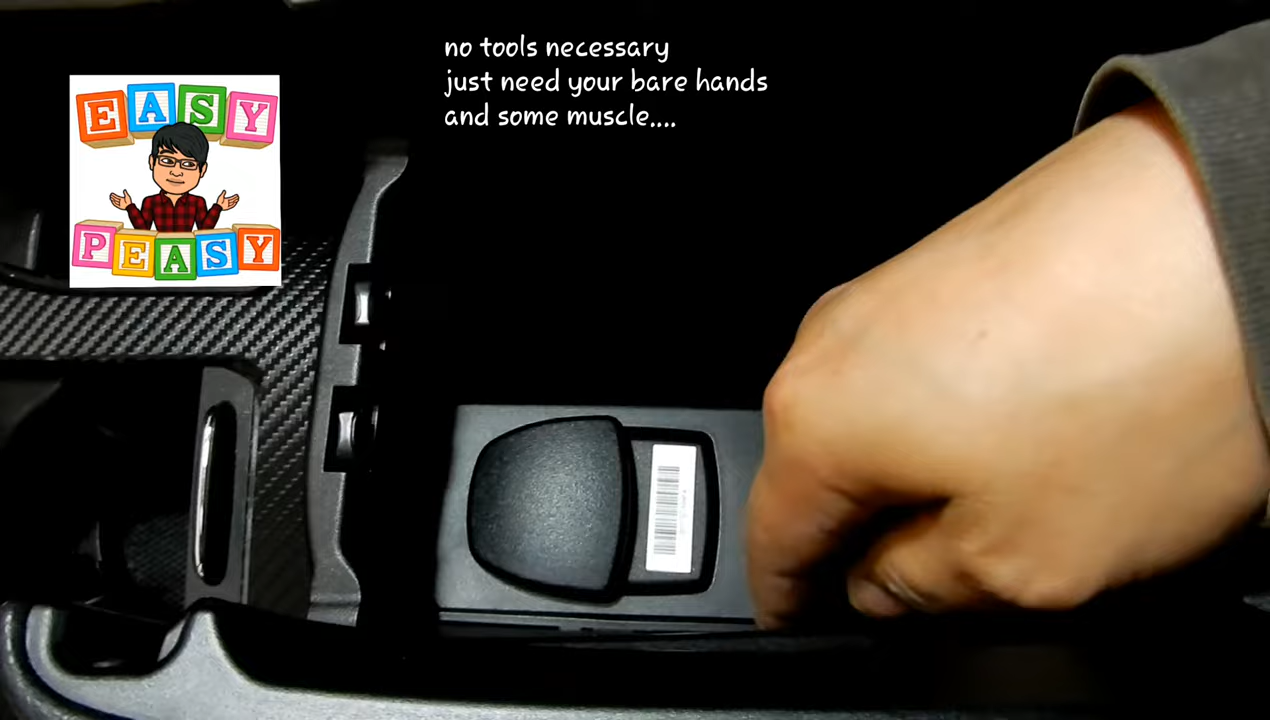 EASY
PEASY
no tools necessary
just need your bare hands
and some muscle....